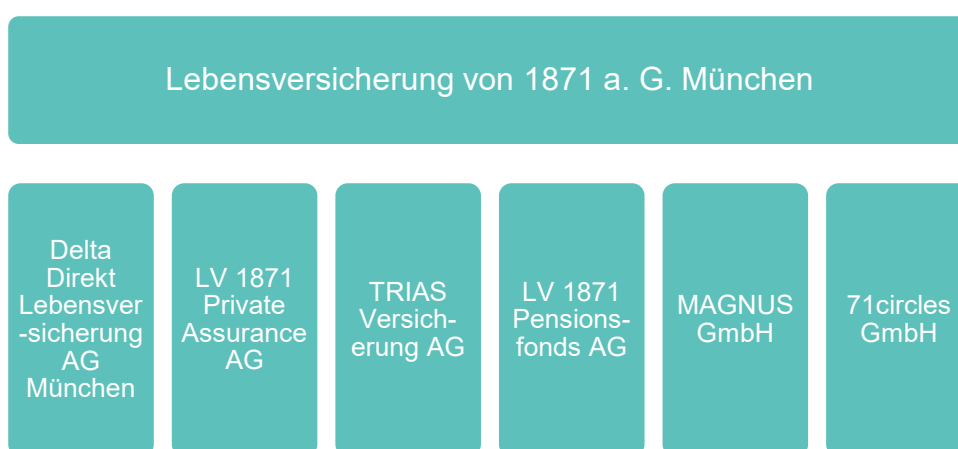 Lebensversicherung von 1871 a. G. München
Delta
Direkt
Lebensver
-sicherung
AG
München
LV 1871
Private
Assurance
AG
TRIAS
Versich-
erung AG
LV 1871
Pensions-
fonds AG
MAGNUS
GmbH
71circles
GmbH